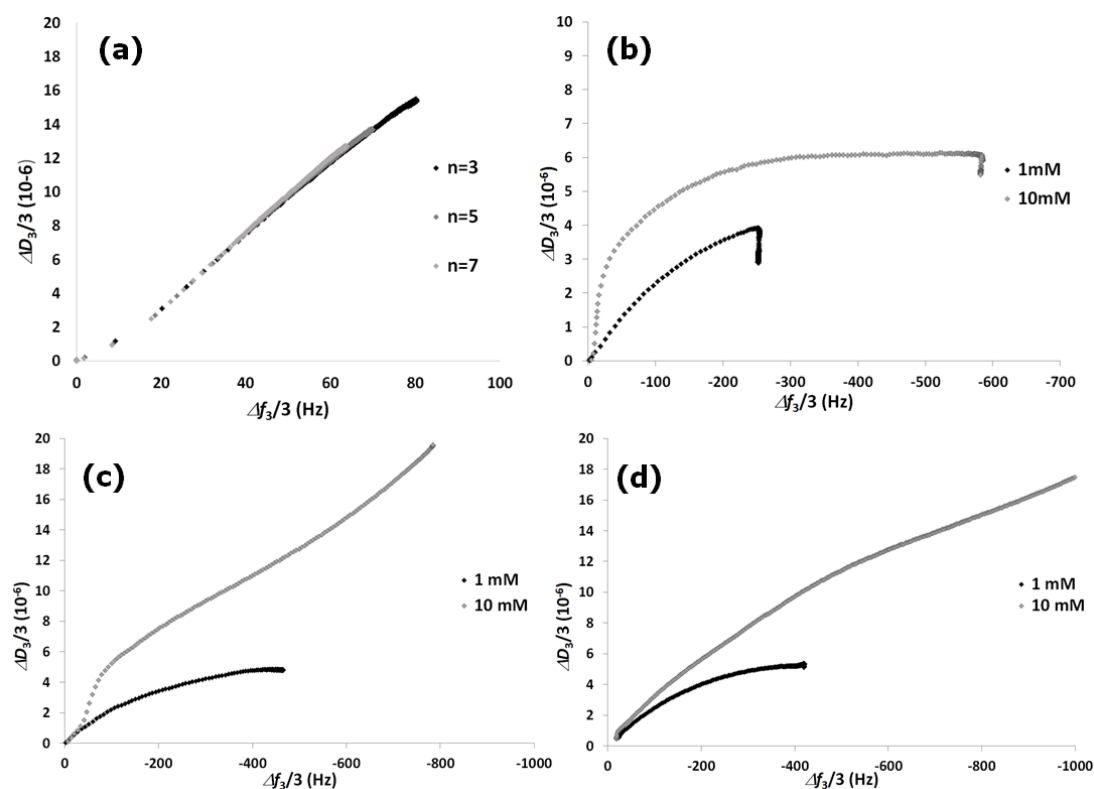 (a)
ΔD₃/3 (10-6)
20
18
16
14
12
10
8
6
4
2
0
0 20 40 60 80 100
Δf₃/3 (Hz)
n=3
n=5
n=7
(b)
ΔD₃/3 (10⁻⁶)
10
9
8
7
6
5
4
3
2
1
0
0 -100 -200 -300 -400 -500 -600 -700
Δf₃/3 (Hz)
1mM
10mM
(c)
ΔD₃/3 (10⁻⁶)
20
18
16
14
12
10
8
6
4
2
0
0 -200 -400 -600 -800 -1000
Δf₃/3 (Hz)
1 mM
10 mM
(d)
ΔD₃/3 (10⁻⁶)
20
18
16
14
12
10
8
6
4
2
0
0 -200 -400 -600 -800 -1000
Δf₃/3 (Hz)
1 mM
10 mM